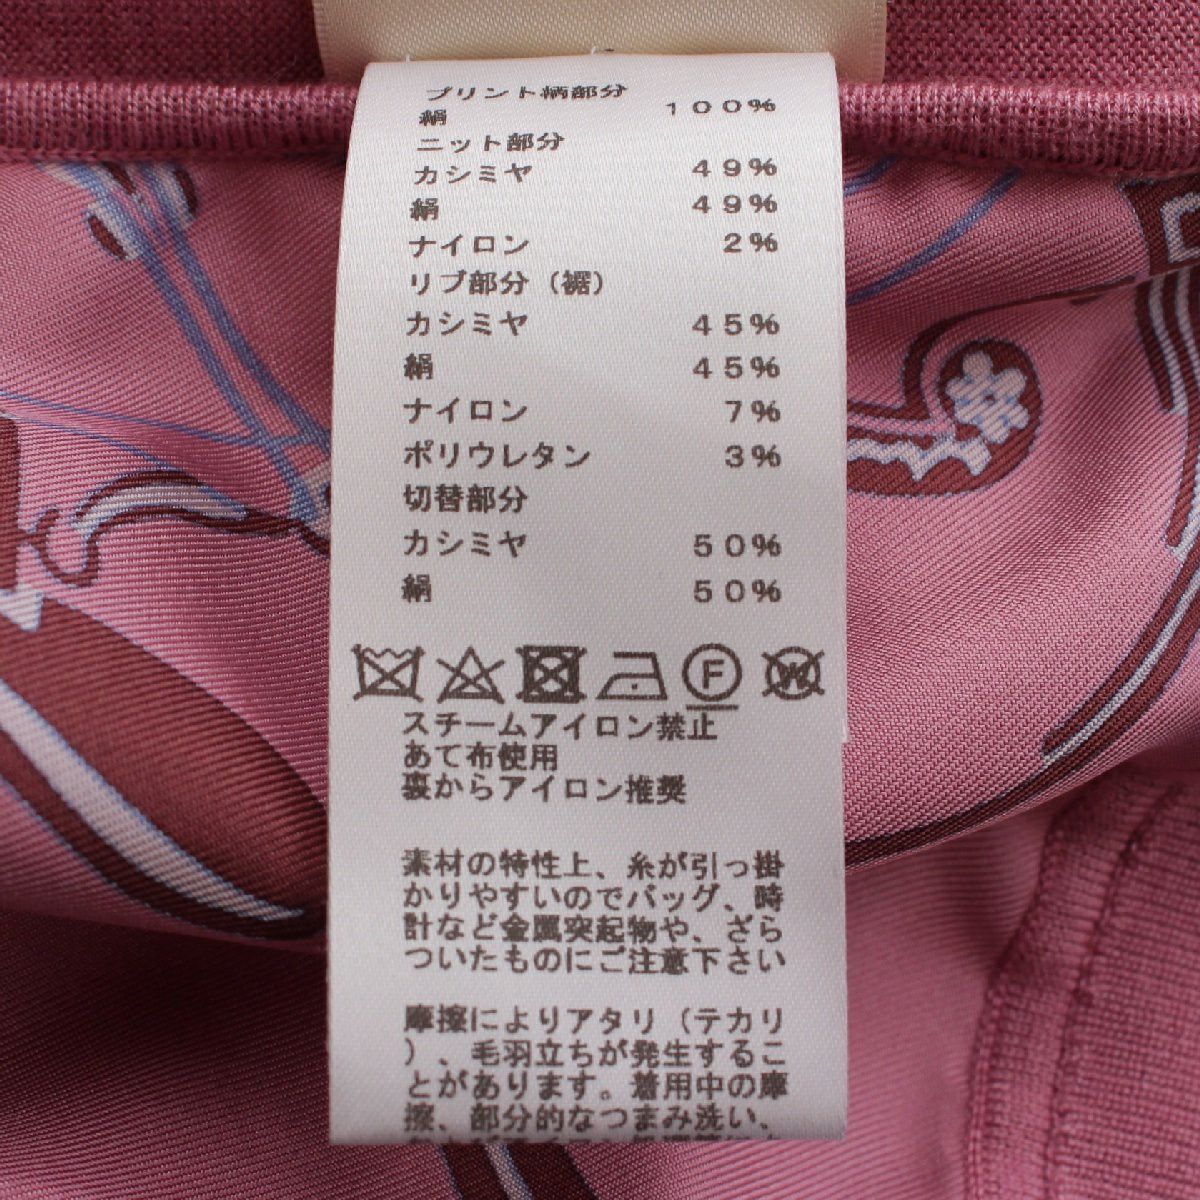 プリント柄部分
絹 100%
ニット部分
カシミヤ 49%
絹 49%
ナイロン 2%
リブ部分（裾）
カシミヤ 45%
絹 45%
ナイロン 7%
ポリウレタン 3%
切替部分
カシミヤ 50%
絹 50%
F W
スチームアイロン禁止
あて布使用
裏からアイロン推奨
素材の特性上、糸が引っ掛
かりやすいのでバッグ、時
計など金属突起物や、ざら
ついたものにご注意下さい
摩擦によりアタリ（テカリ
）、毛羽立ちが発生するこ
とがあります。着用中の摩
擦、部分的なつまみ洗い、